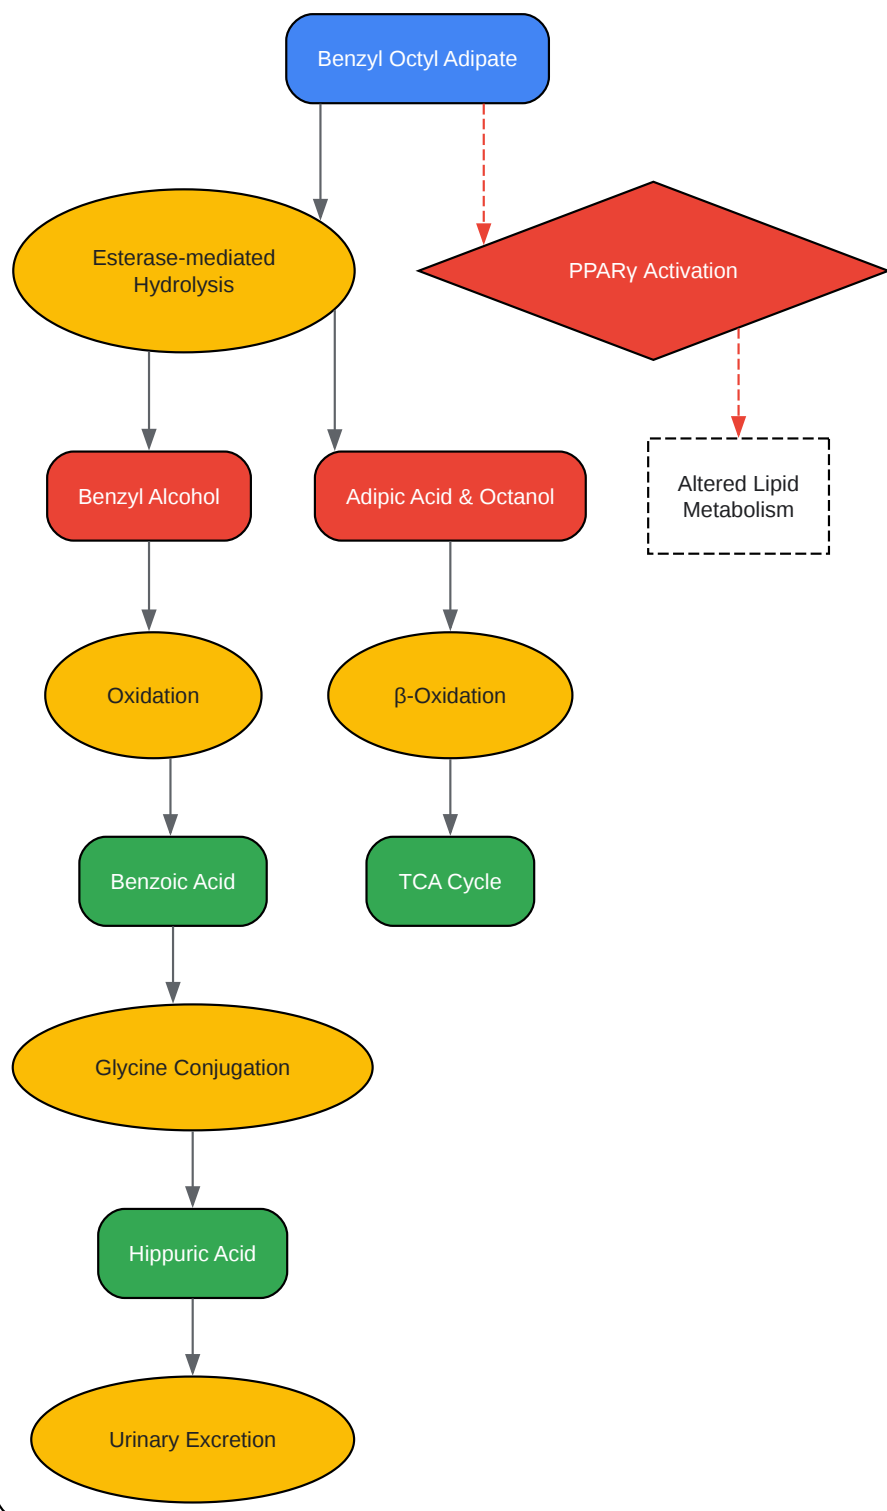 Benzyl Octyl Adipate
Esterase-mediated
Hydrolysis
PPARγ Activation
Benzyl Alcohol
Adipic Acid & Octanol
Altered Lipid
Metabolism
Oxidation
β-Oxidation
Benzoic Acid
TCA Cycle
Glycine Conjugation
Hippuric Acid
Urinary Excretion